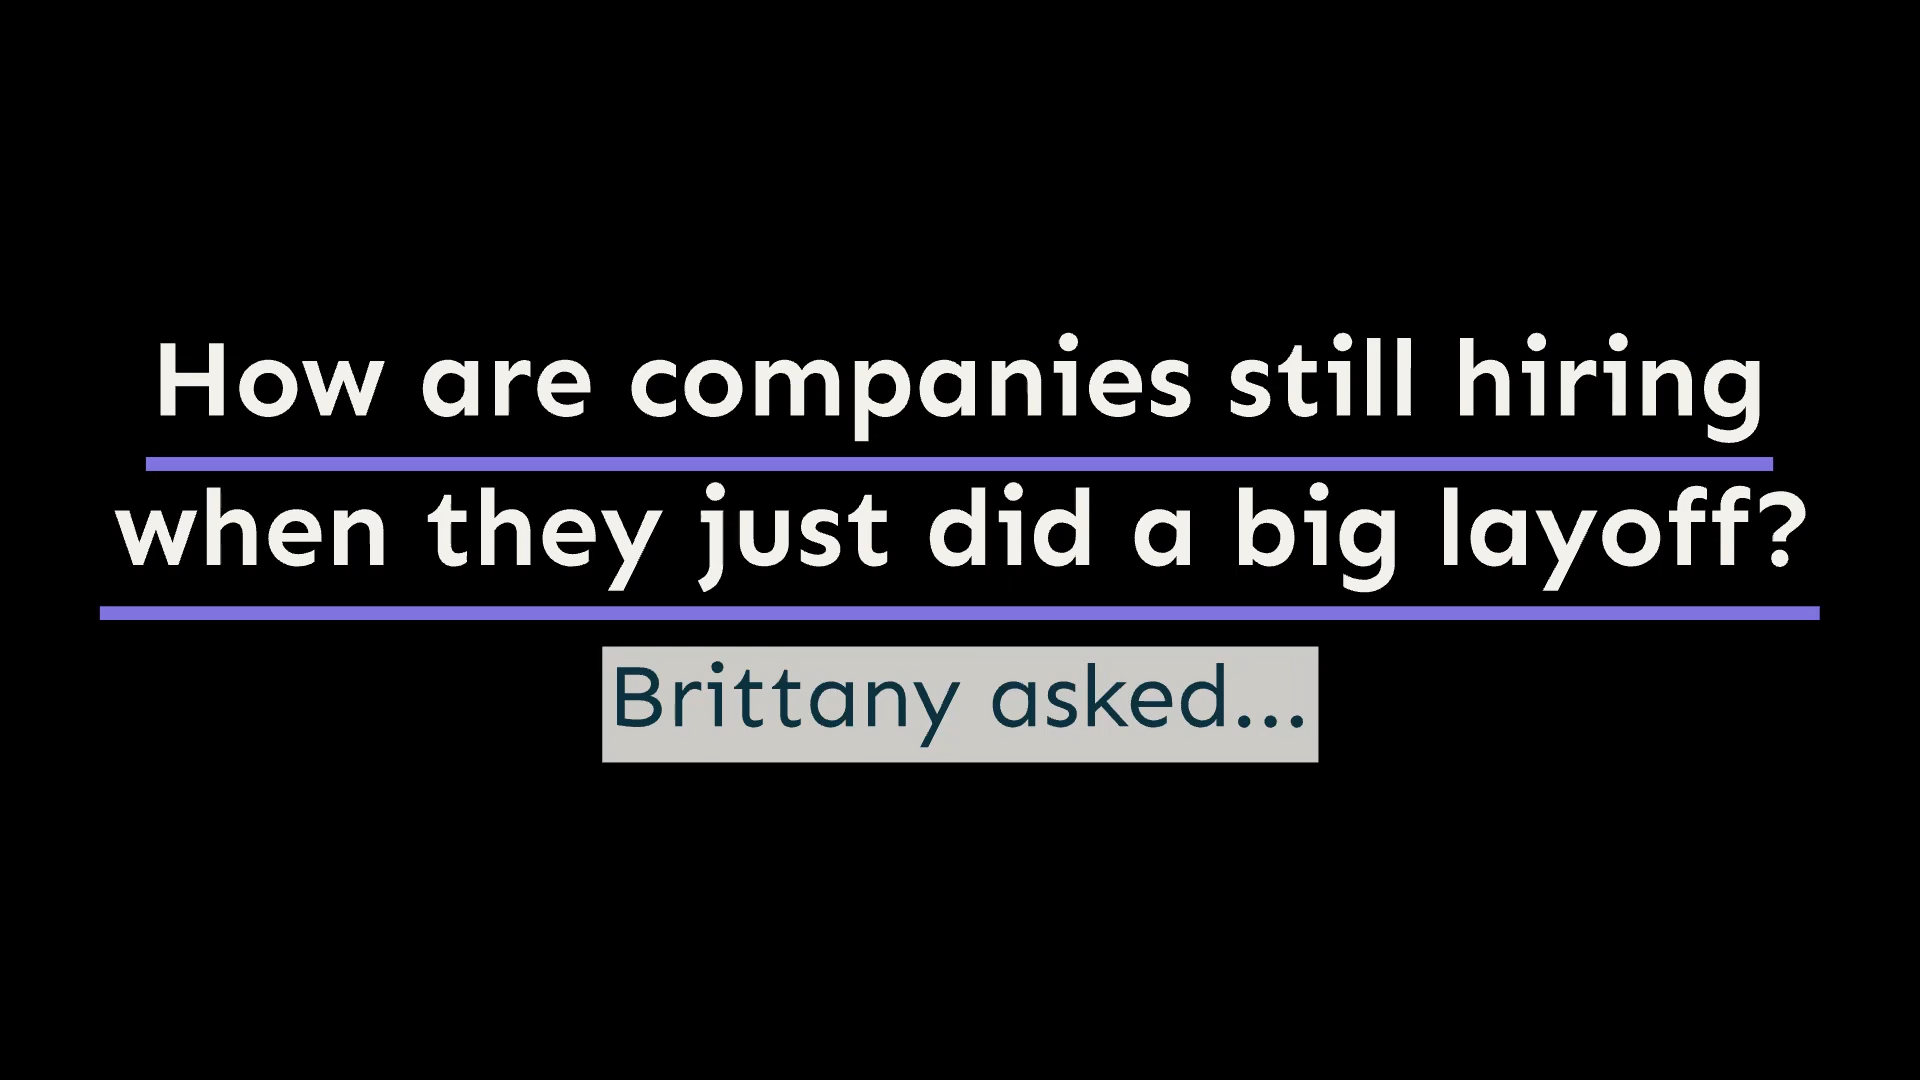 How are companies still hiring
when they just did a big layoff?
Brittany asked...